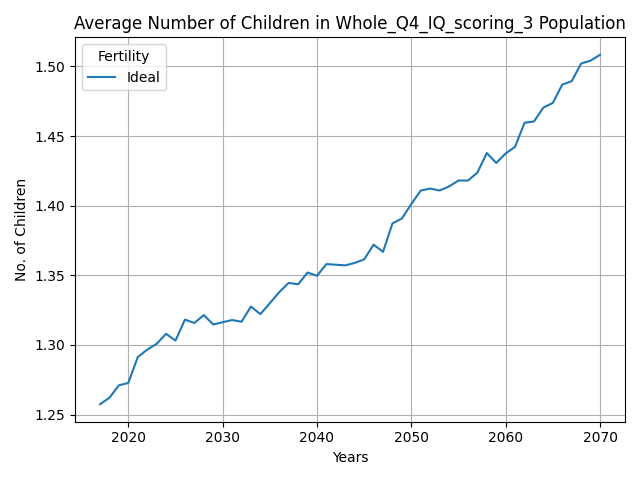 Average Number of Children in Whole_Q4_IQ_scoring_3 Population
Fertility
Ideal
No. of Children
1.50
1.45
1.40
1.35
1.30
1.25
2020 2030 2040 2050 2060 2070
Years